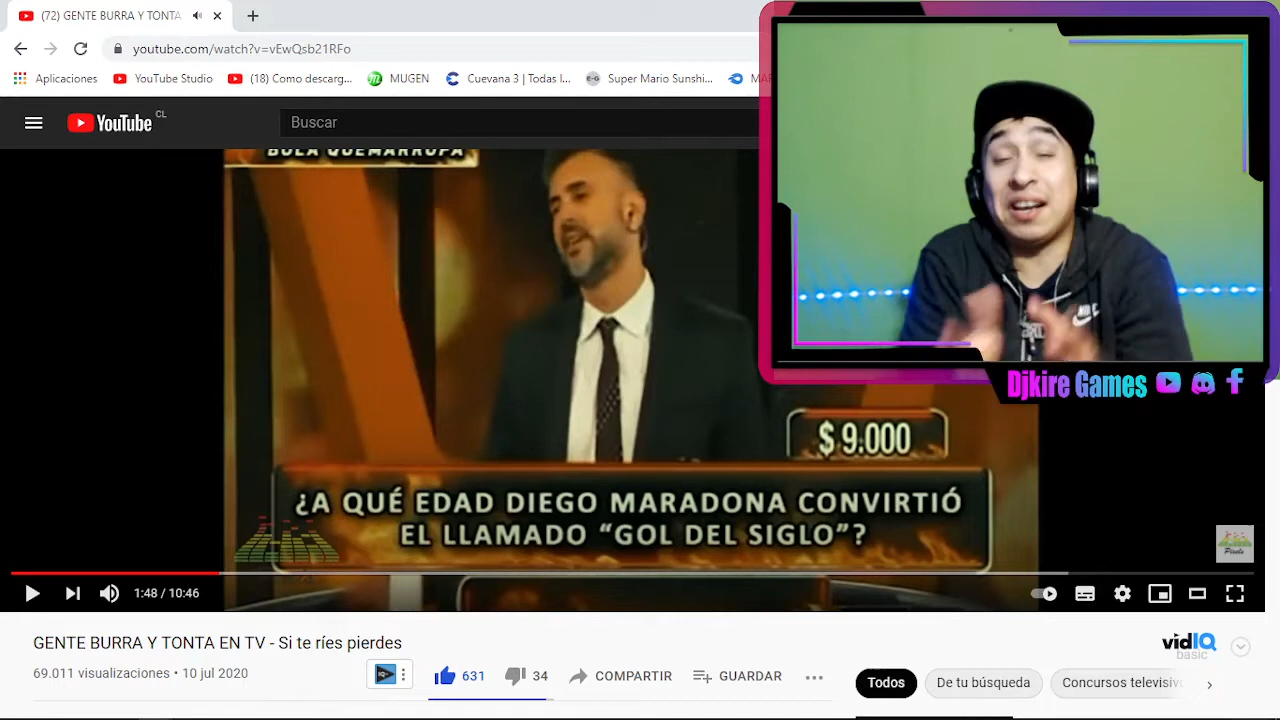 (72) GENTE BURRA Y TONTA
youtube.com/watch?v=vEwQsb21RFo
Aplicaciones
YouTube Studio
(18) Como descarg...
MUGEN
Cuevana 3 | Todas l...
Super Mario Sunshi...
YouTube CL
Buscar
BOLA QUEMARROPA
$ 9.000
¿A QUÉ EDAD DIEGO MARADONA CONVIRTIÓ
EL LLAMADO “GOL DEL SIGLO”?
Djkire Games
NIKE
Pixels
1:48 / 10:46
GENTE BURRA Y TONTA EN TV - Si te ríes pierdes
69.011 visualizaciones • 10 jul 2020
631
34
COMPARTIR
GUARDAR
vidIQ
basic
Todos
De tu búsqueda
Concursos televisiv